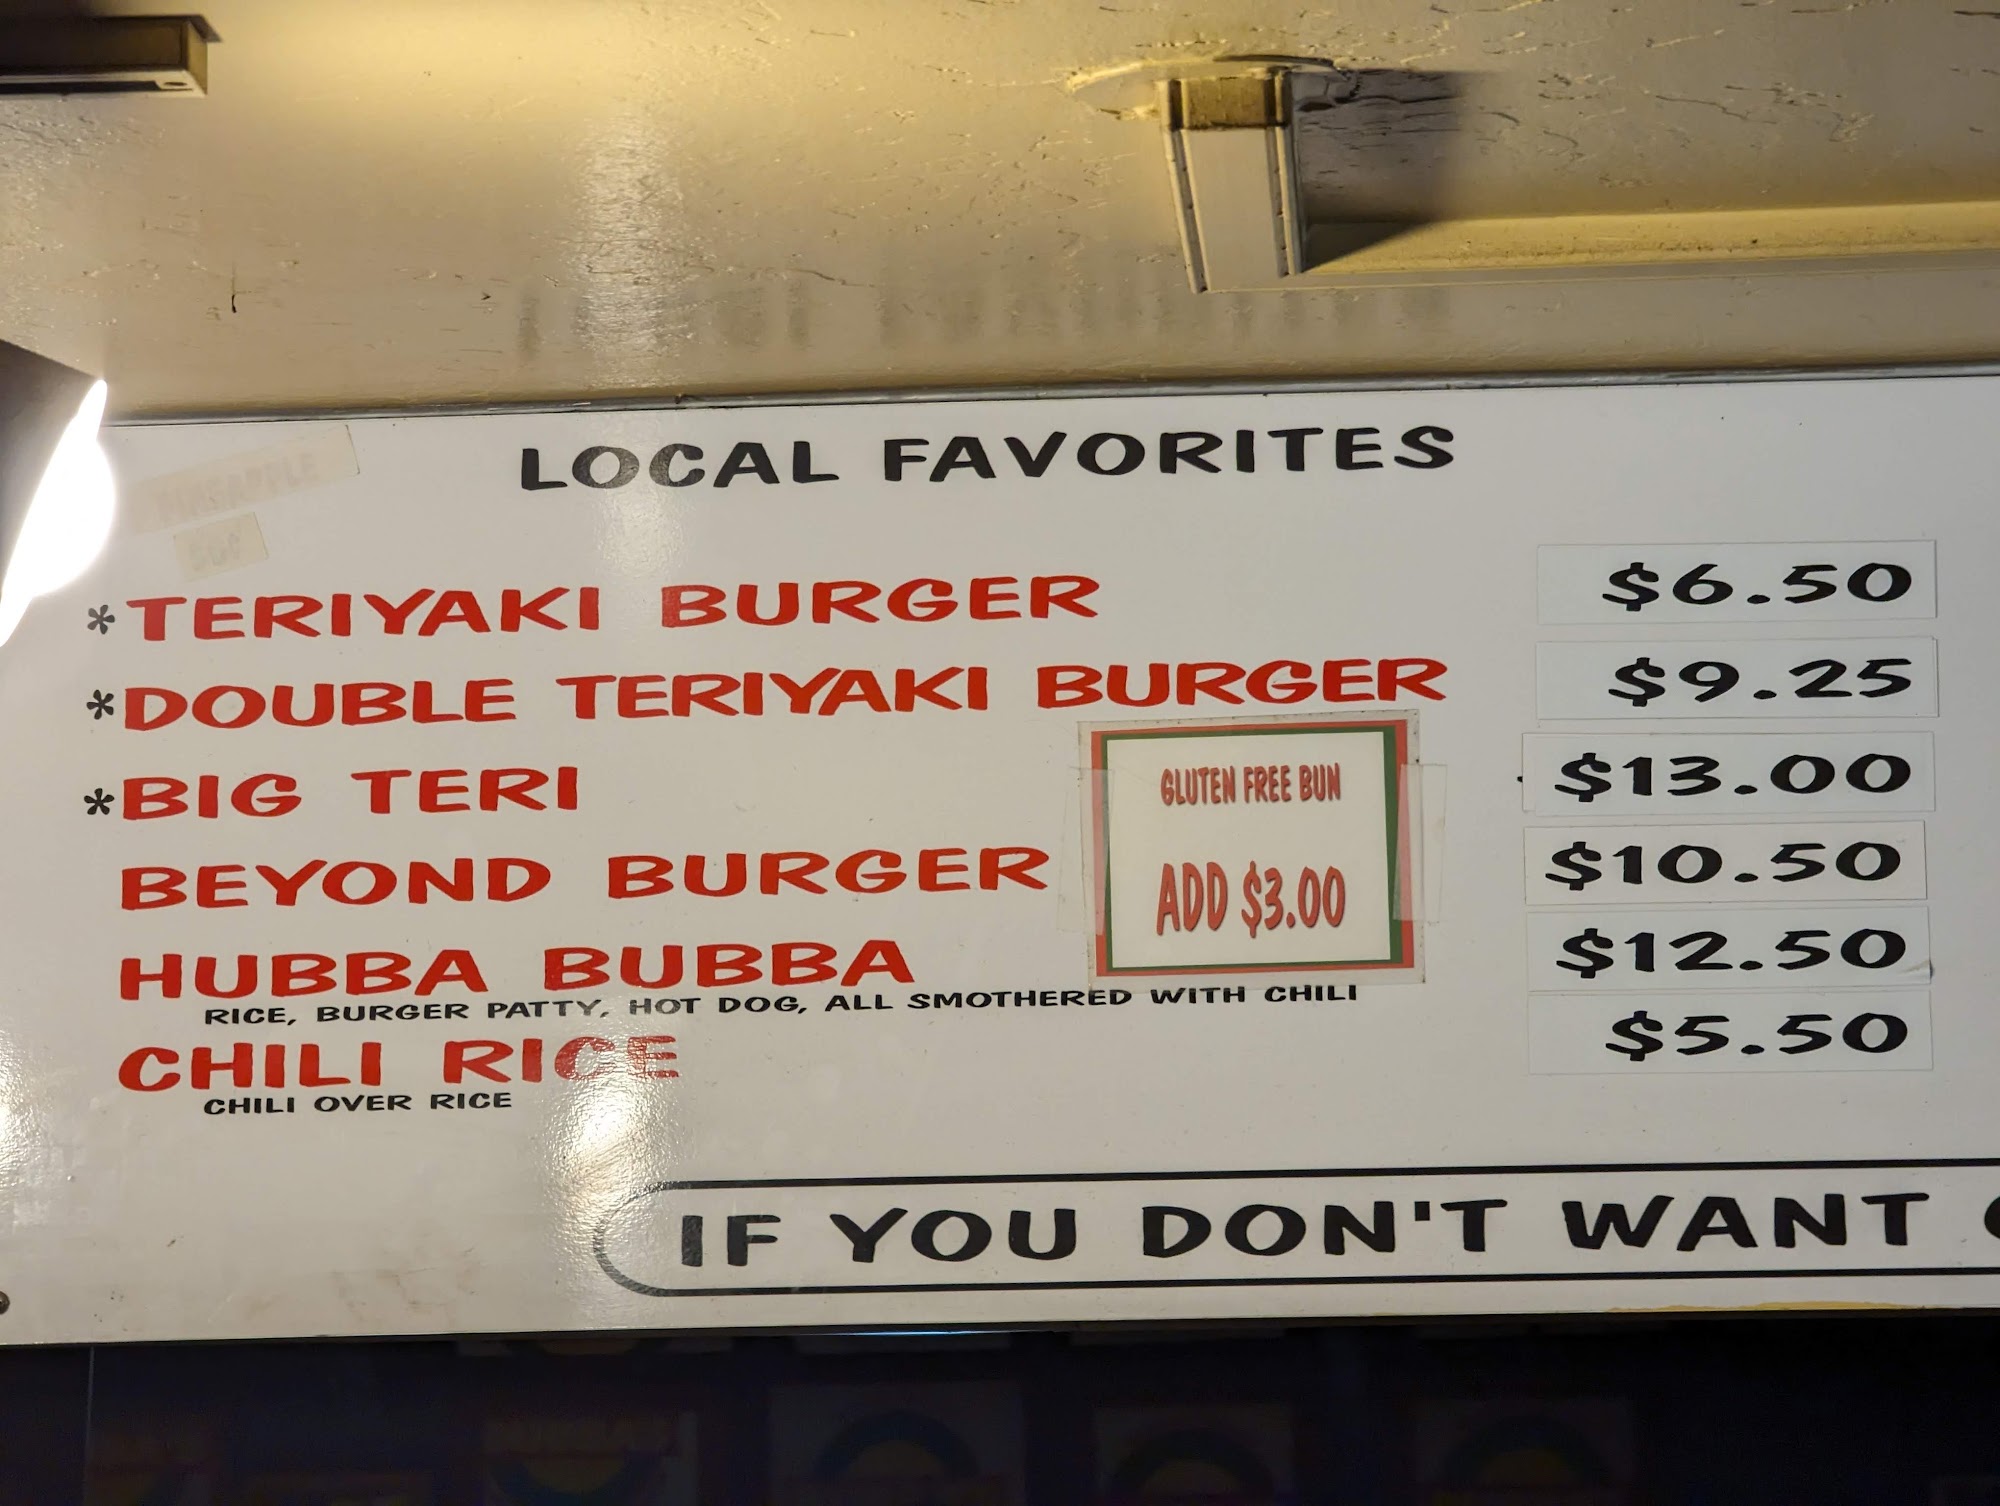 LOCAL FAVORITES
PINEAPPLE
50¢
*TERIYAKI BURGER $6.50
*DOUBLE TERIYAKI BURGER $9.25
*BIG TERI $13.00
BEYOND BURGER $10.50
HUBBA BUBBA $12.50
RICE, BURGER PATTY, HOT DOG, ALL SMOTHERED WITH CHILI
CHILI RICE $5.50
CHILI OVER RICE
GLUTEN FREE BUN
ADD $3.00
IF YOU DON'T WANT